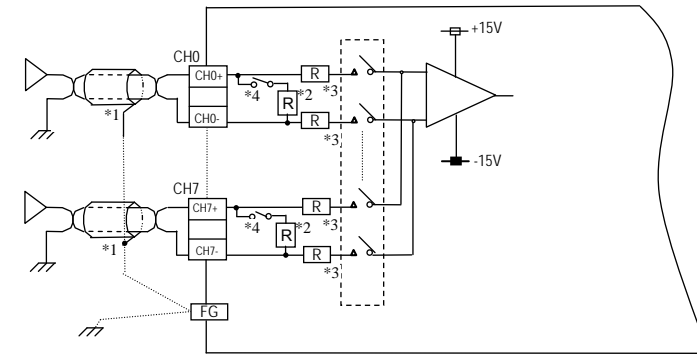 +15V
CH0
CH0+
R
*3
*4
R
*2
*1
CH0-
R
*3
-15V
CH7
CH7+
R
*3
*4
R
*2
*1
CH7-
R
*3
FG